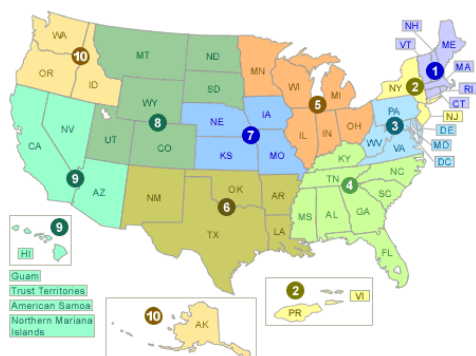 NH
WA
VT
ME
MT
ND
10
MN
1
MA
OR
ID
WI
NY
2
SD
MI
RI
WY
5
CT
PA
NJ
NV
NE
IA
3
DE
8
7
IL
IN
OH
WV
VA
MD
UT
CO
CA
KS
MO
KY
DC
9
NC
TN
4
AZ
OK
AR
SC
NM
6
MS
AL
GA
TX
LA
9
FL
HI
Guam
2
Trust Territories
VI
American Samoa
10
PR
Northern Mariana
Islands
AK